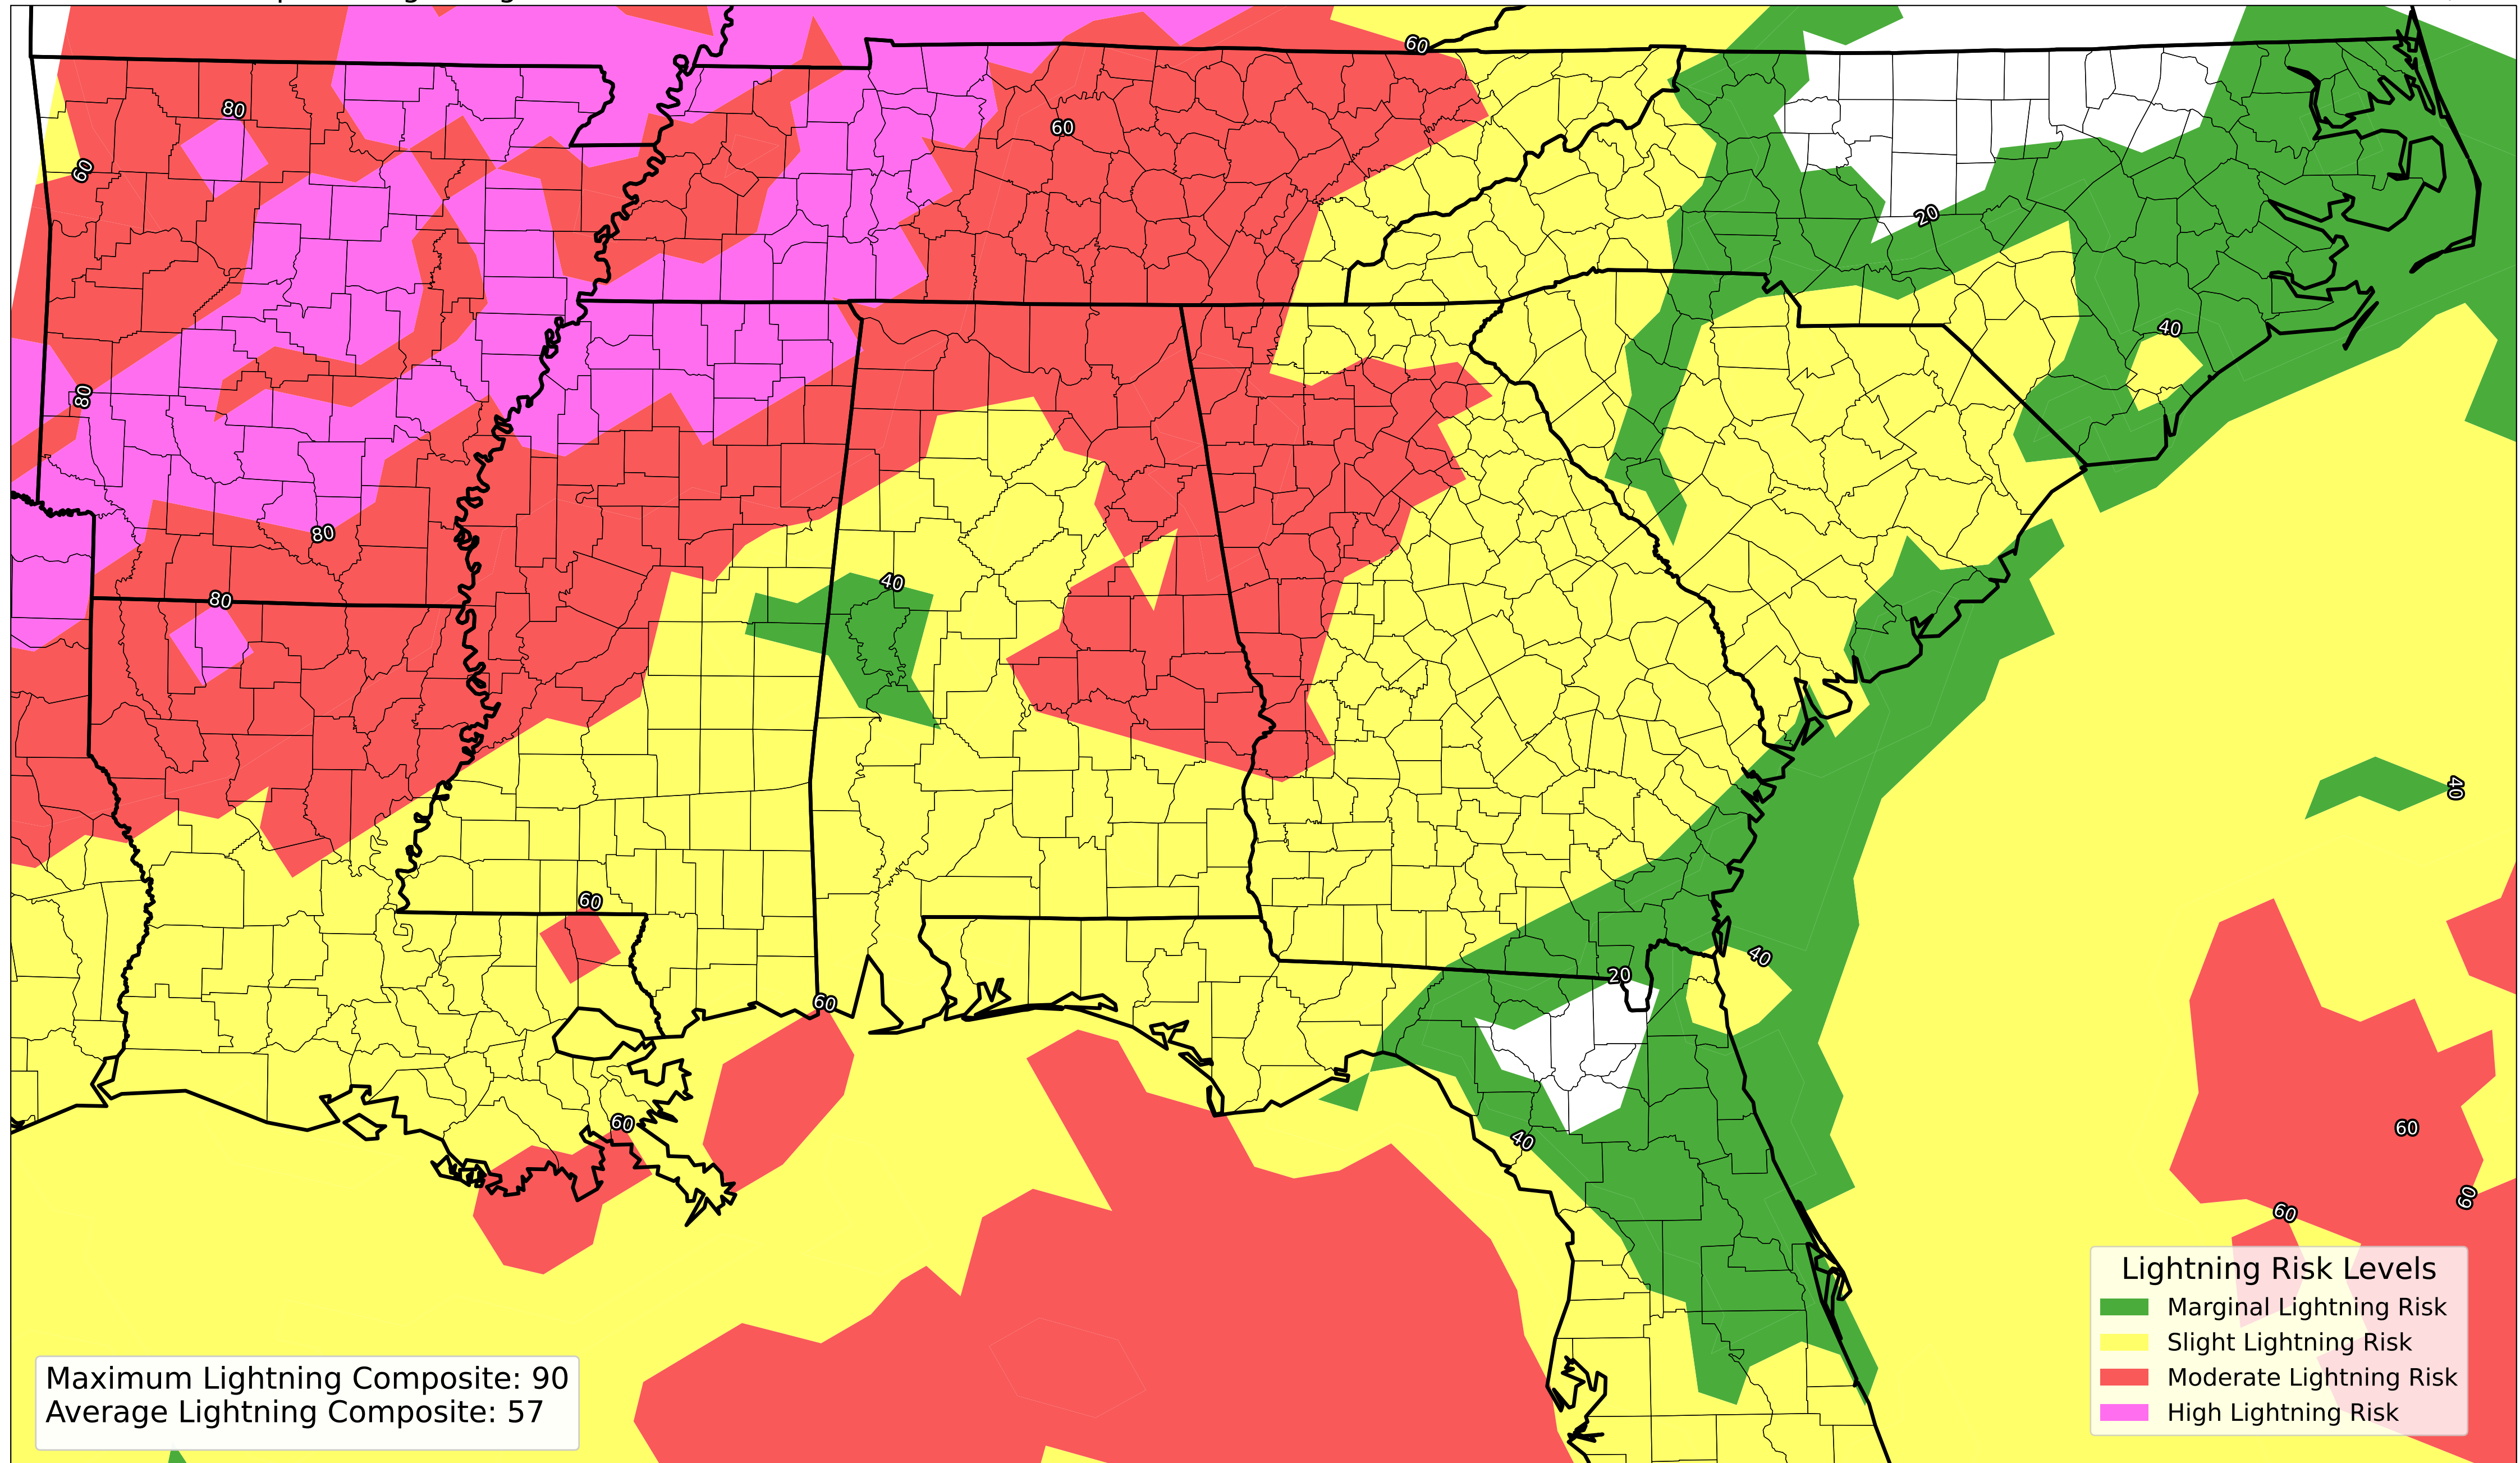 60
80
60
60
20
80
40
80
40
80
40
60
20
40
60
60
60
40
60
60
Lightning Risk Levels
Marginal Lightning Risk
Slight Lightning Risk
Moderate Lightning Risk
High Lightning Risk
Maximum Lightning Composite: 90
Average Lightning Composite: 57